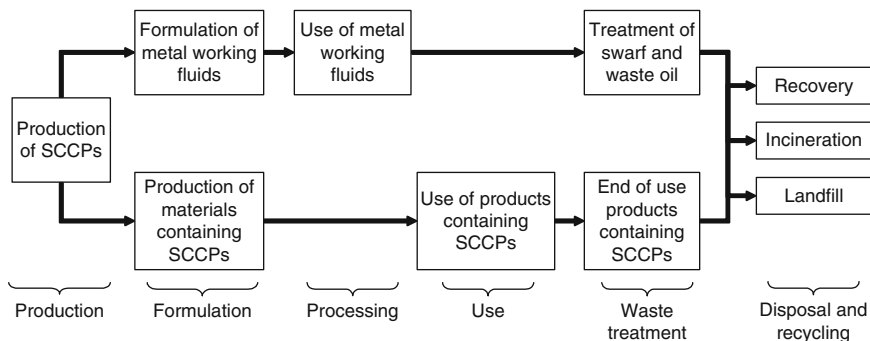 Formulation of
metal working
fluids
Use of metal
working
fluids
Treatment of
swarf and
waste oil
Recovery
Production
of SCCPs
Incineration
Production of
materials
containing
SCCPs
Use of products
containing
SCCPs
End of use
products
containing
SCCPs
Landfill
Production
Formulation
Processing
Use
Waste
treatment
Disposal and
recycling